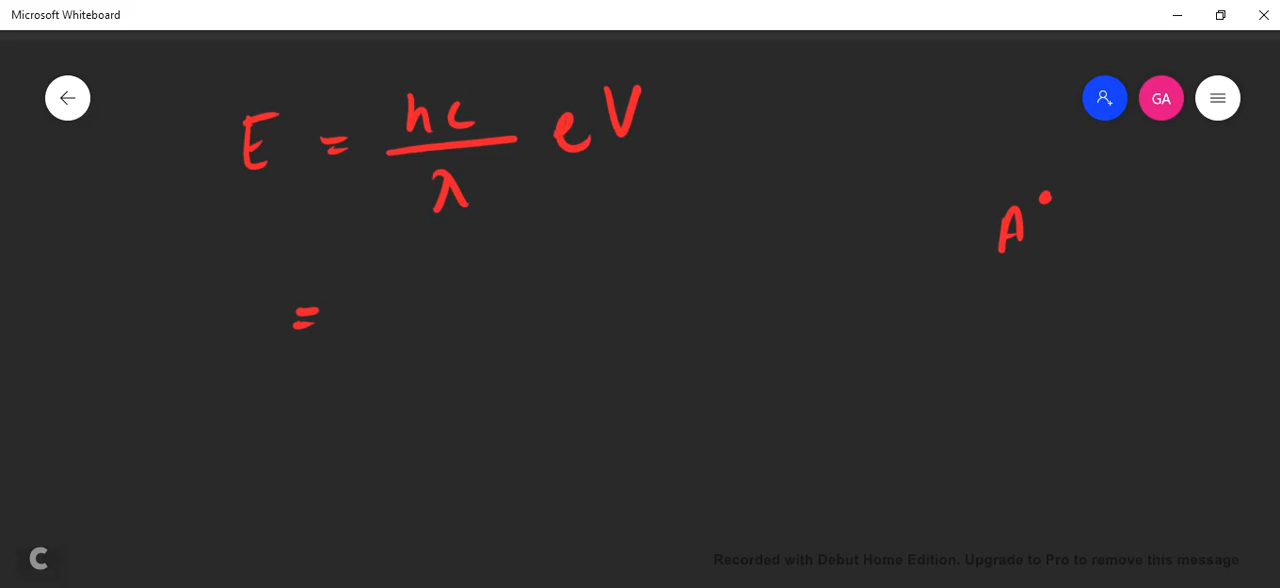 Microsoft Whiteboard
GA
E = hc/λ eV
A°
=
C
Recorded with Debut Home Edition. Upgrade to Pro to remove this message